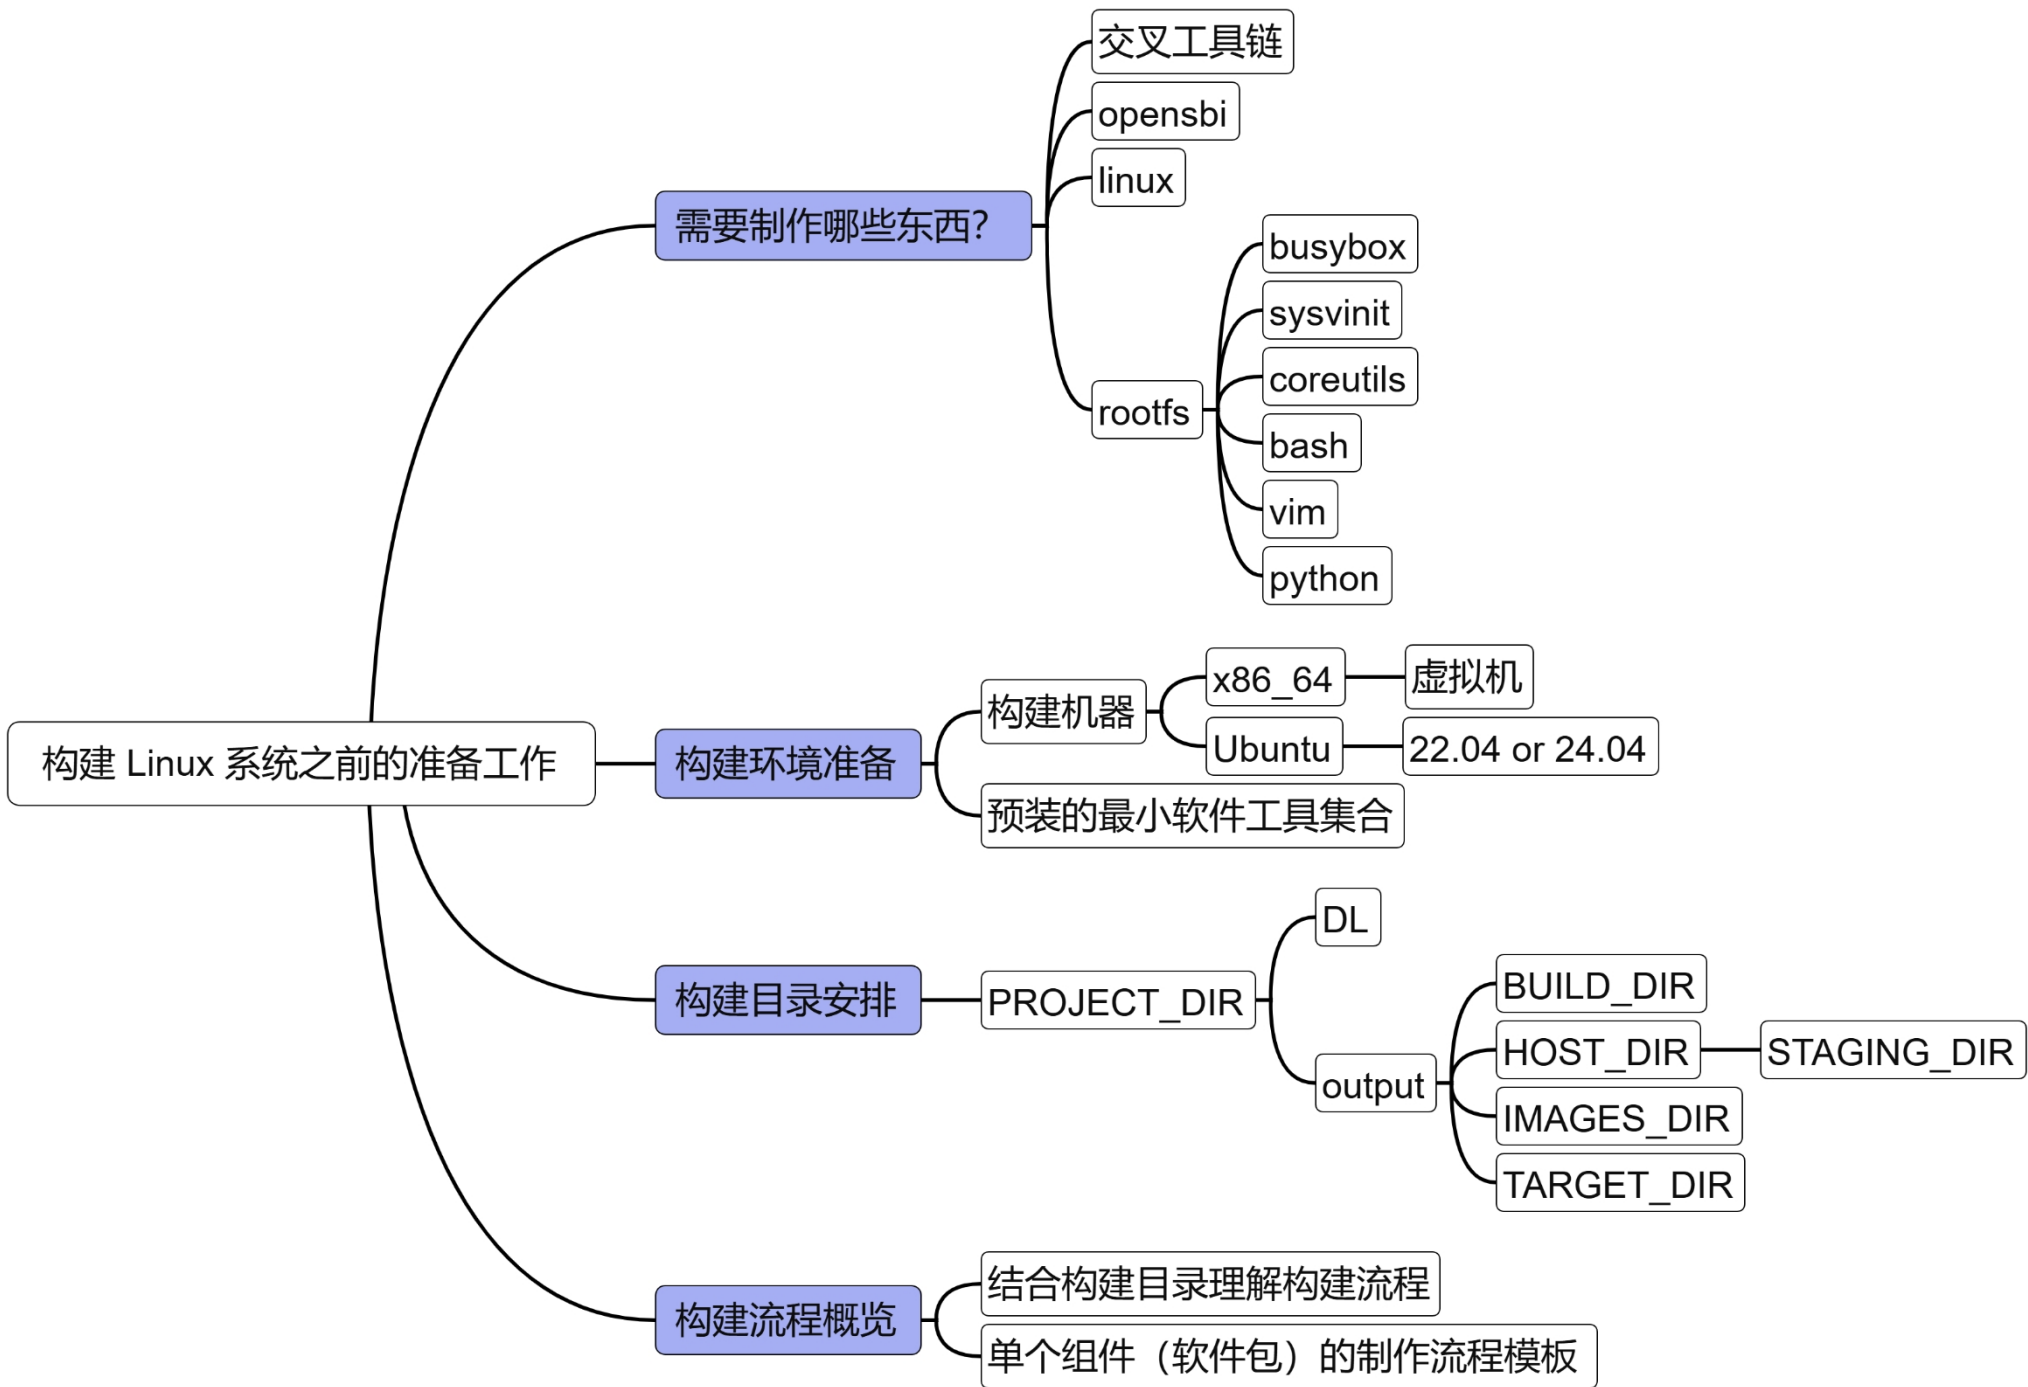 构建 Linux 系统之前的准备工作
需要制作哪些东西？
交叉工具链
opensbi
linux
rootfs
busybox
sysvinit
coreutils
bash
vim
python
构建环境准备
构建机器
x86_64
虚拟机
Ubuntu
22.04 or 24.04
预装的最小软件工具集合
构建目录安排
PROJECT_DIR
DL
output
BUILD_DIR
HOST_DIR
STAGING_DIR
IMAGES_DIR
TARGET_DIR
构建流程概览
结合构建目录理解构建流程
单个组件（软件包）的制作流程模板